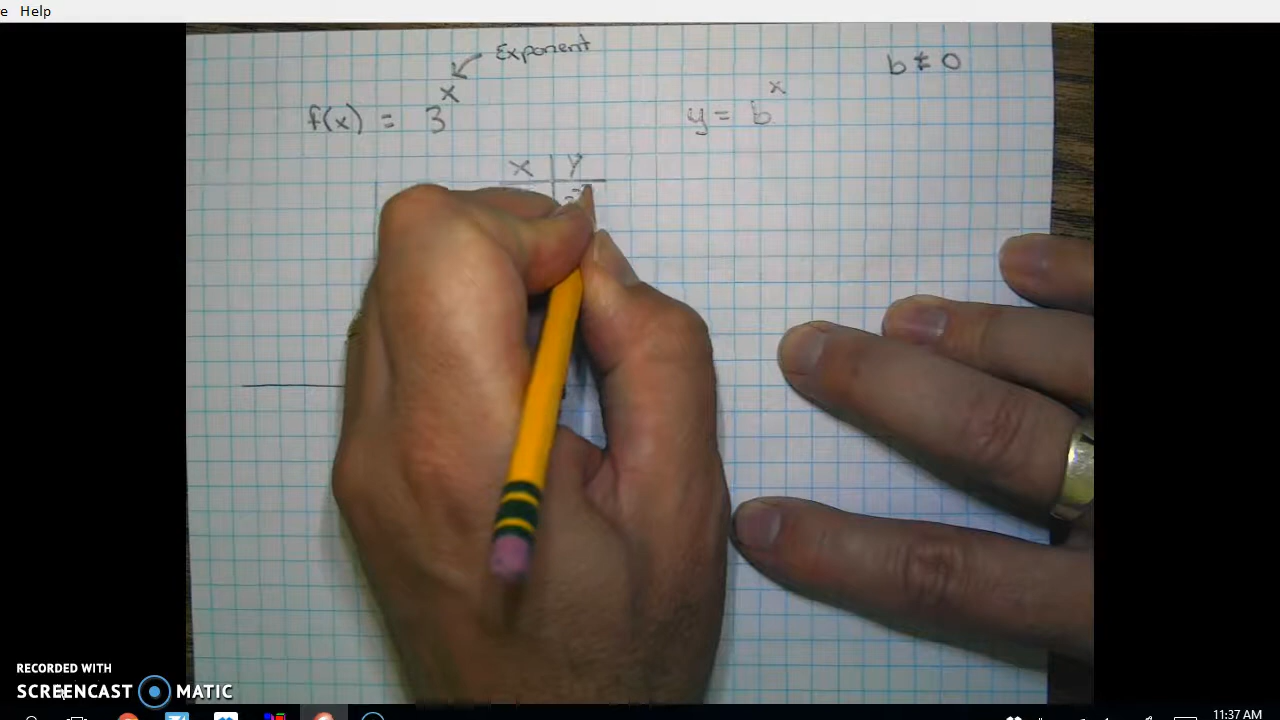 e Help
Exponent
b ≠ 0
f(x) = 3^x
y = b^x
x y
RECORDED WITH
SCREENCAST MATIC
11:37 AM